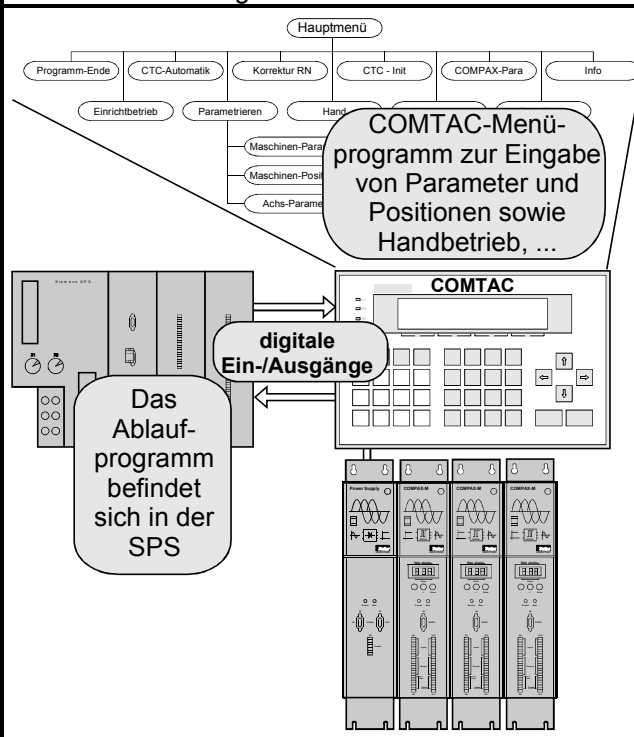 Hauptmenü
Programm-Ende
CTC-Automatik
Korrektur RN
CTC - Init
COMPAX-Para
Info
Einrichtbetrieb
Parametrieren
Hand
Maschinen-Para
Maschinen-Posit
Achs-Parame
COMTAC-Menü-
programm zur Eingabe
von Parameter und
Positionen sowie
Handbetrieb, ...
Siemens SPS
COMTAC
digitale
Ein-/Ausgänge
Das
Ablauf-
programm
befindet
sich in der
SPS
Power Supply
COMPAX-M
COMPAX-M
COMPAX-M